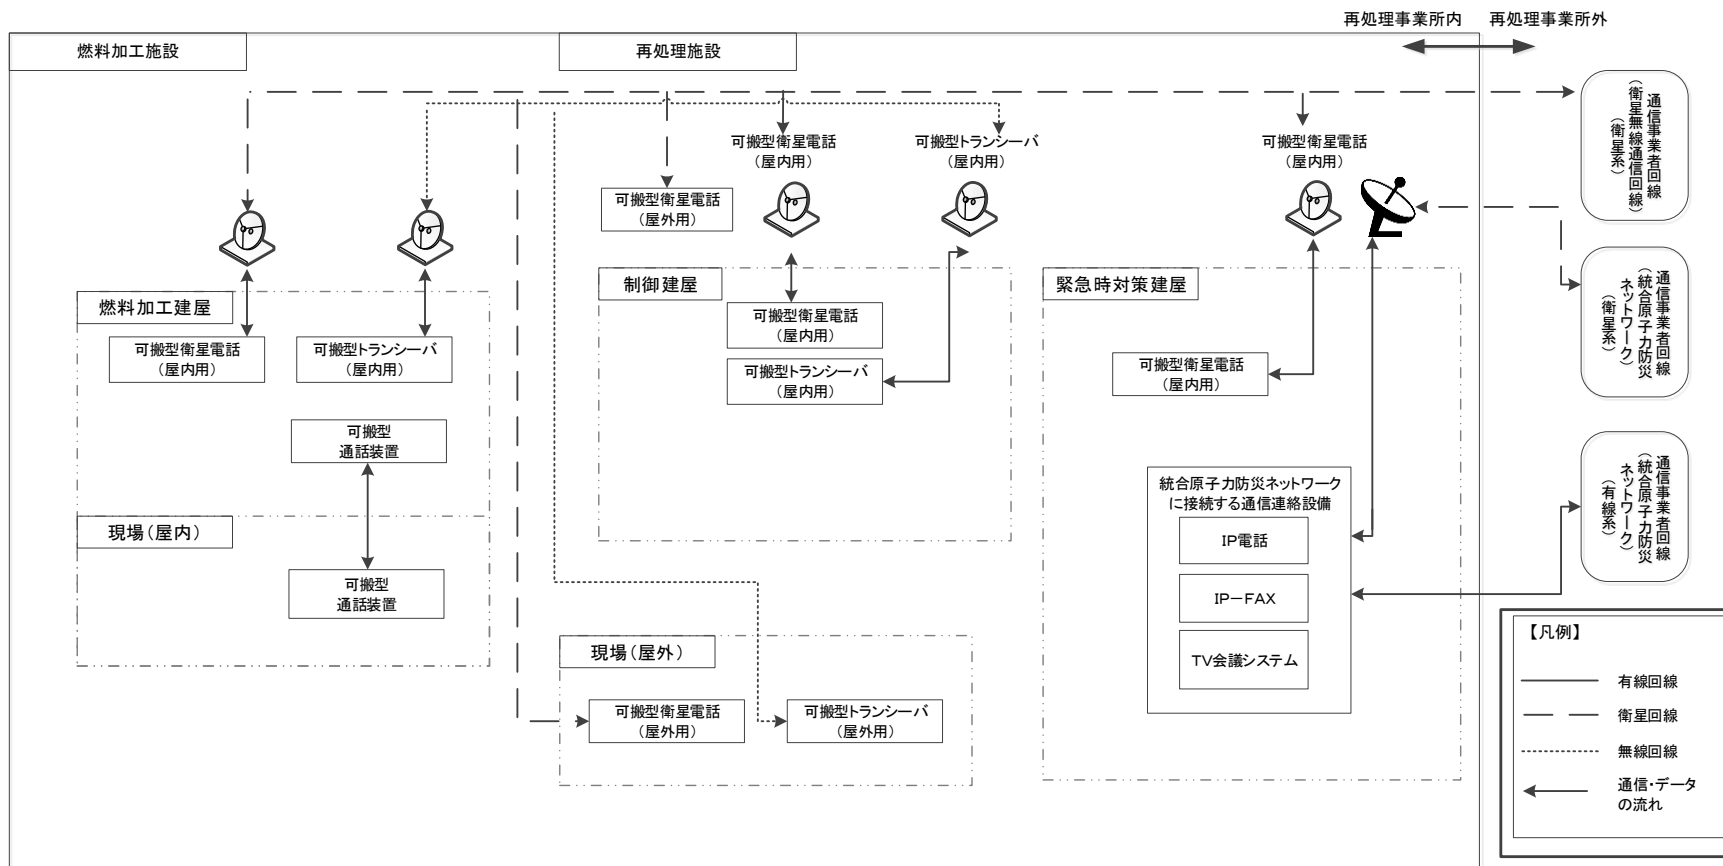 再処理事業所内
再処理事業所外
燃料加工施設
再処理施設
可搬型衛星電話
(屋内用)
可搬型トランシーバ
(屋内用)
可搬型衛星電話
(屋内用)
可搬型衛星電話
(屋外用)
燃料加工建屋
可搬型衛星電話
(屋内用)
可搬型トランシーバ
(屋内用)
可搬型
通話装置
現場(屋内)
可搬型
通話装置
制御建屋
可搬型衛星電話
(屋内用)
可搬型トランシーバ
(屋内用)
現場(屋外)
可搬型衛星電話
(屋外用)
可搬型トランシーバ
(屋外用)
緊急時対策建屋
可搬型衛星電話
(屋内用)
統合原子力防災ネットワーク
に接続する通信連絡設備
IP電話
IP-FAX
TV会議システム
通信事業者回線
(衛星無線通信回線)
(衛星系)
通信事業者回線
(統合原子力防災
ネットワーク)
(衛星系)
通信事業者回線
(統合原子力防災
ネットワーク)
(有線系)
【凡例】
有線回線
衛星回線
無線回線
通信・データ
の流れ